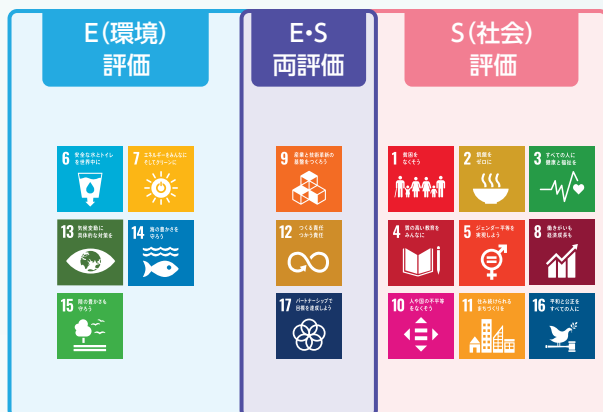 E(環境)
評価
E・S
両評価
S(社会)
評価
6 安全な水とトイレ
を世界中に
7 エネルギーをみんなに
そしてクリーンに
13 気候変動に
具体的な対策を
14 海の豊かさを
守ろう
15 陸の豊かさも
守ろう
9 産業と技術革新の
基盤をつくろう
12 つくる責任
つかう責任
17 パートナーシップで
目標を達成しよう
1 貧困を
なくそう
2 飢餓を
ゼロに
3 すべての人に
健康と福祉を
4 質の高い教育を
みんなに
5 ジェンダー平等を
実現しよう
8 働きがいも
経済成長も
10 人や国の不平等
をなくそう
11 住み続けられる
まちづくりを
16 平和と公正を
すべての人に